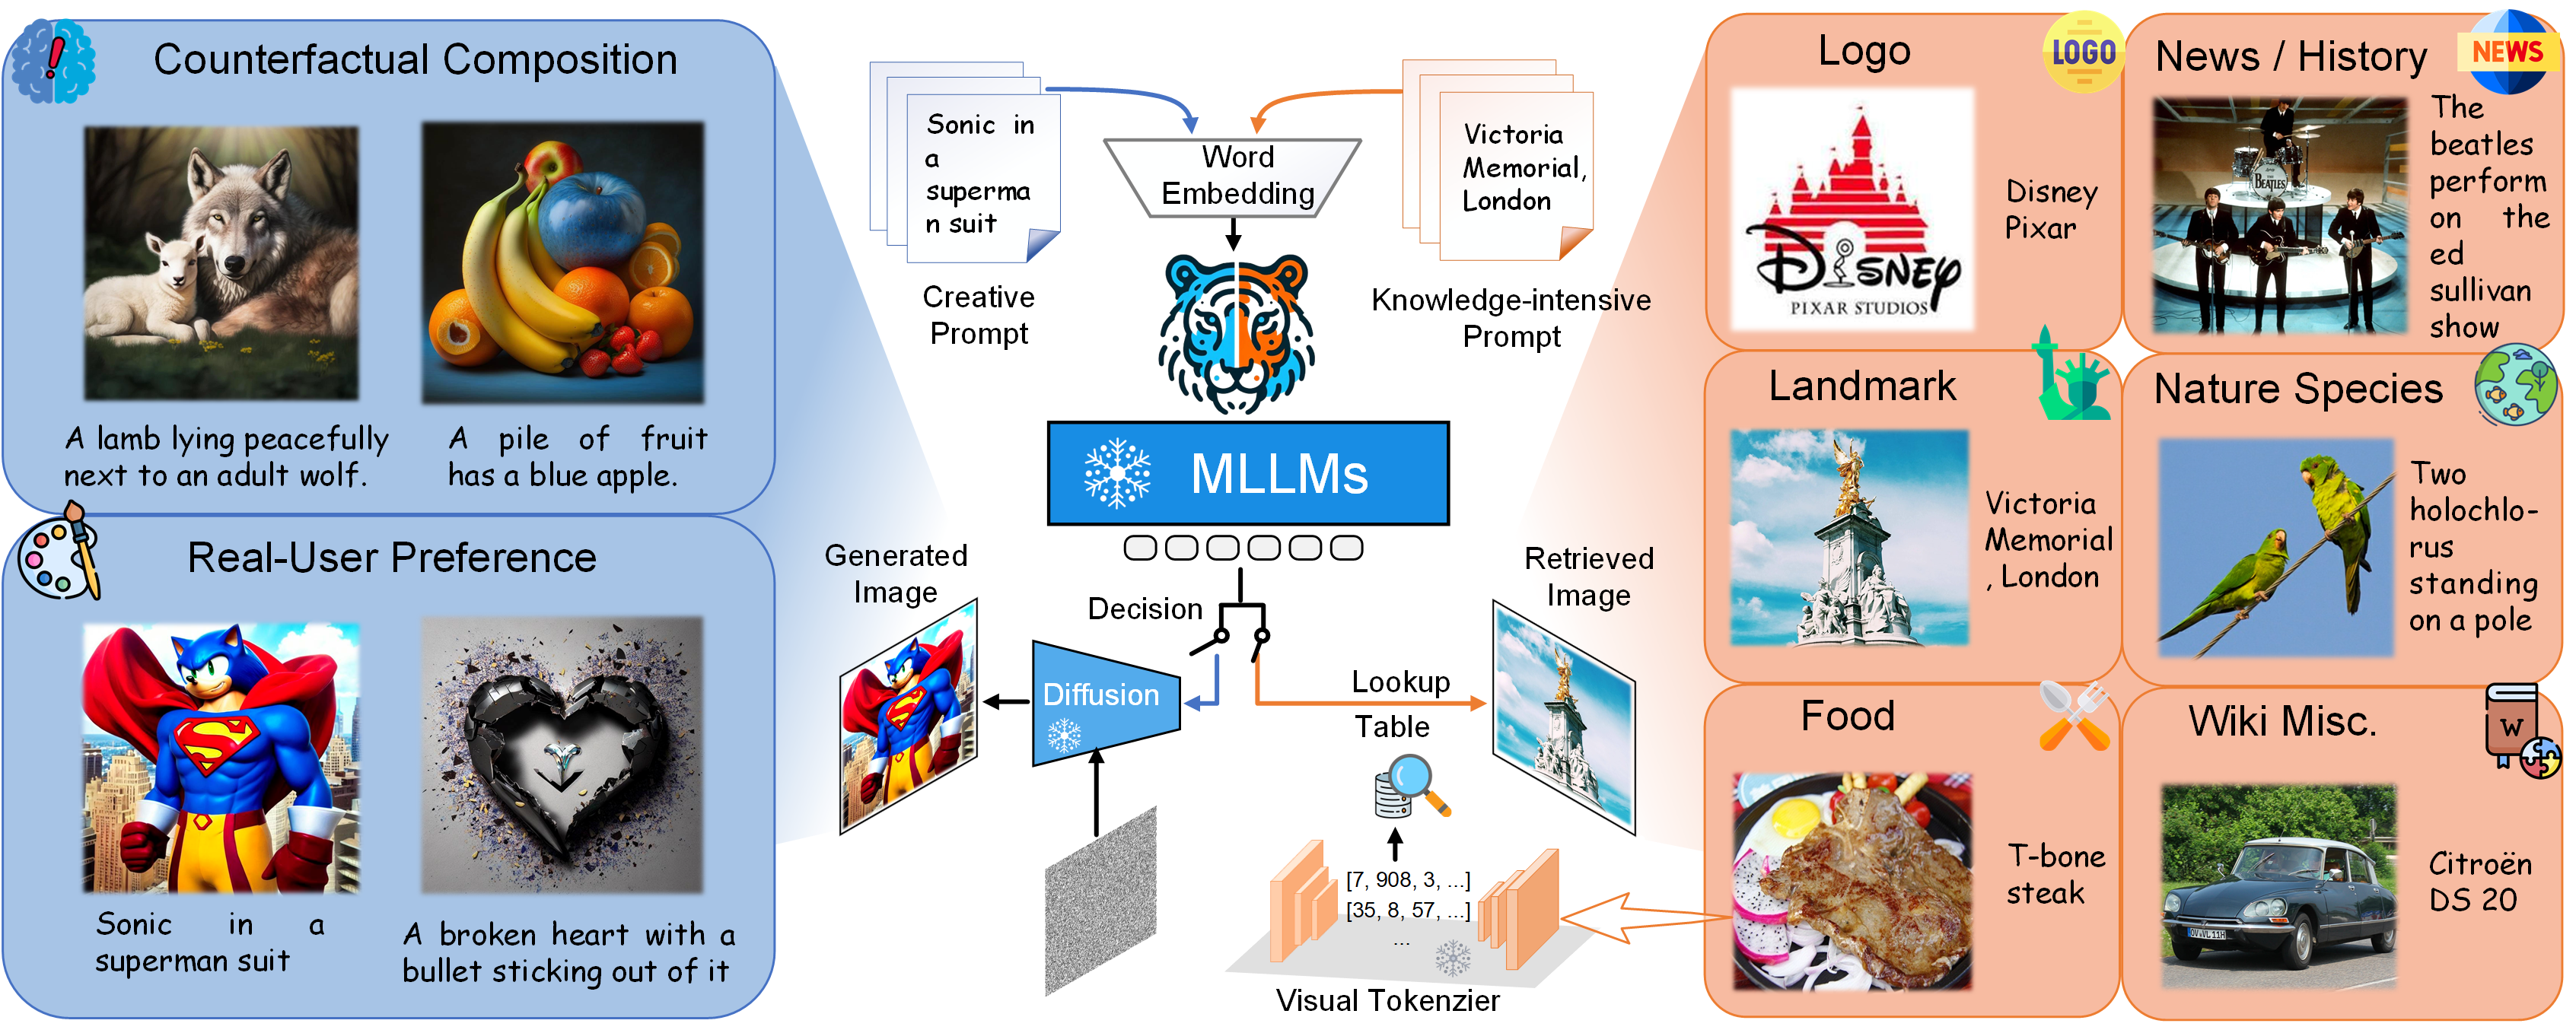 Counterfactual Composition
A lamb lying peacefully
next to an adult wolf.
A pile of fruit
has a blue apple.
Real-User Preference
Sonic in a
superman suit
A broken heart with a
bullet sticking out of it
Sonic in
a
superma
n suit
Creative
Prompt
Word
Embedding
Victoria
Memorial,
London
Knowledge-intensive
Prompt
MLLMs
Generated
Image
Decision
Retrieved
Image
Diffusion
Lookup
Table
[7, 908, 3, ...]
[35, 8, 57, ...]
...
Visual Tokenzier
Logo
LOGO
DISNEY
PIXAR STUDIOS
Disney
Pixar
News / History
NEWS
THE
BEATLES
The
beatles
perform
on the
ed
sullivan
show
Landmark
Victoria
Memorial
, London
Nature Species
Two
holochlo-
rus
standing
on a pole
Food
T-bone
steak
Wiki Misc.
W
Citroën
DS 20